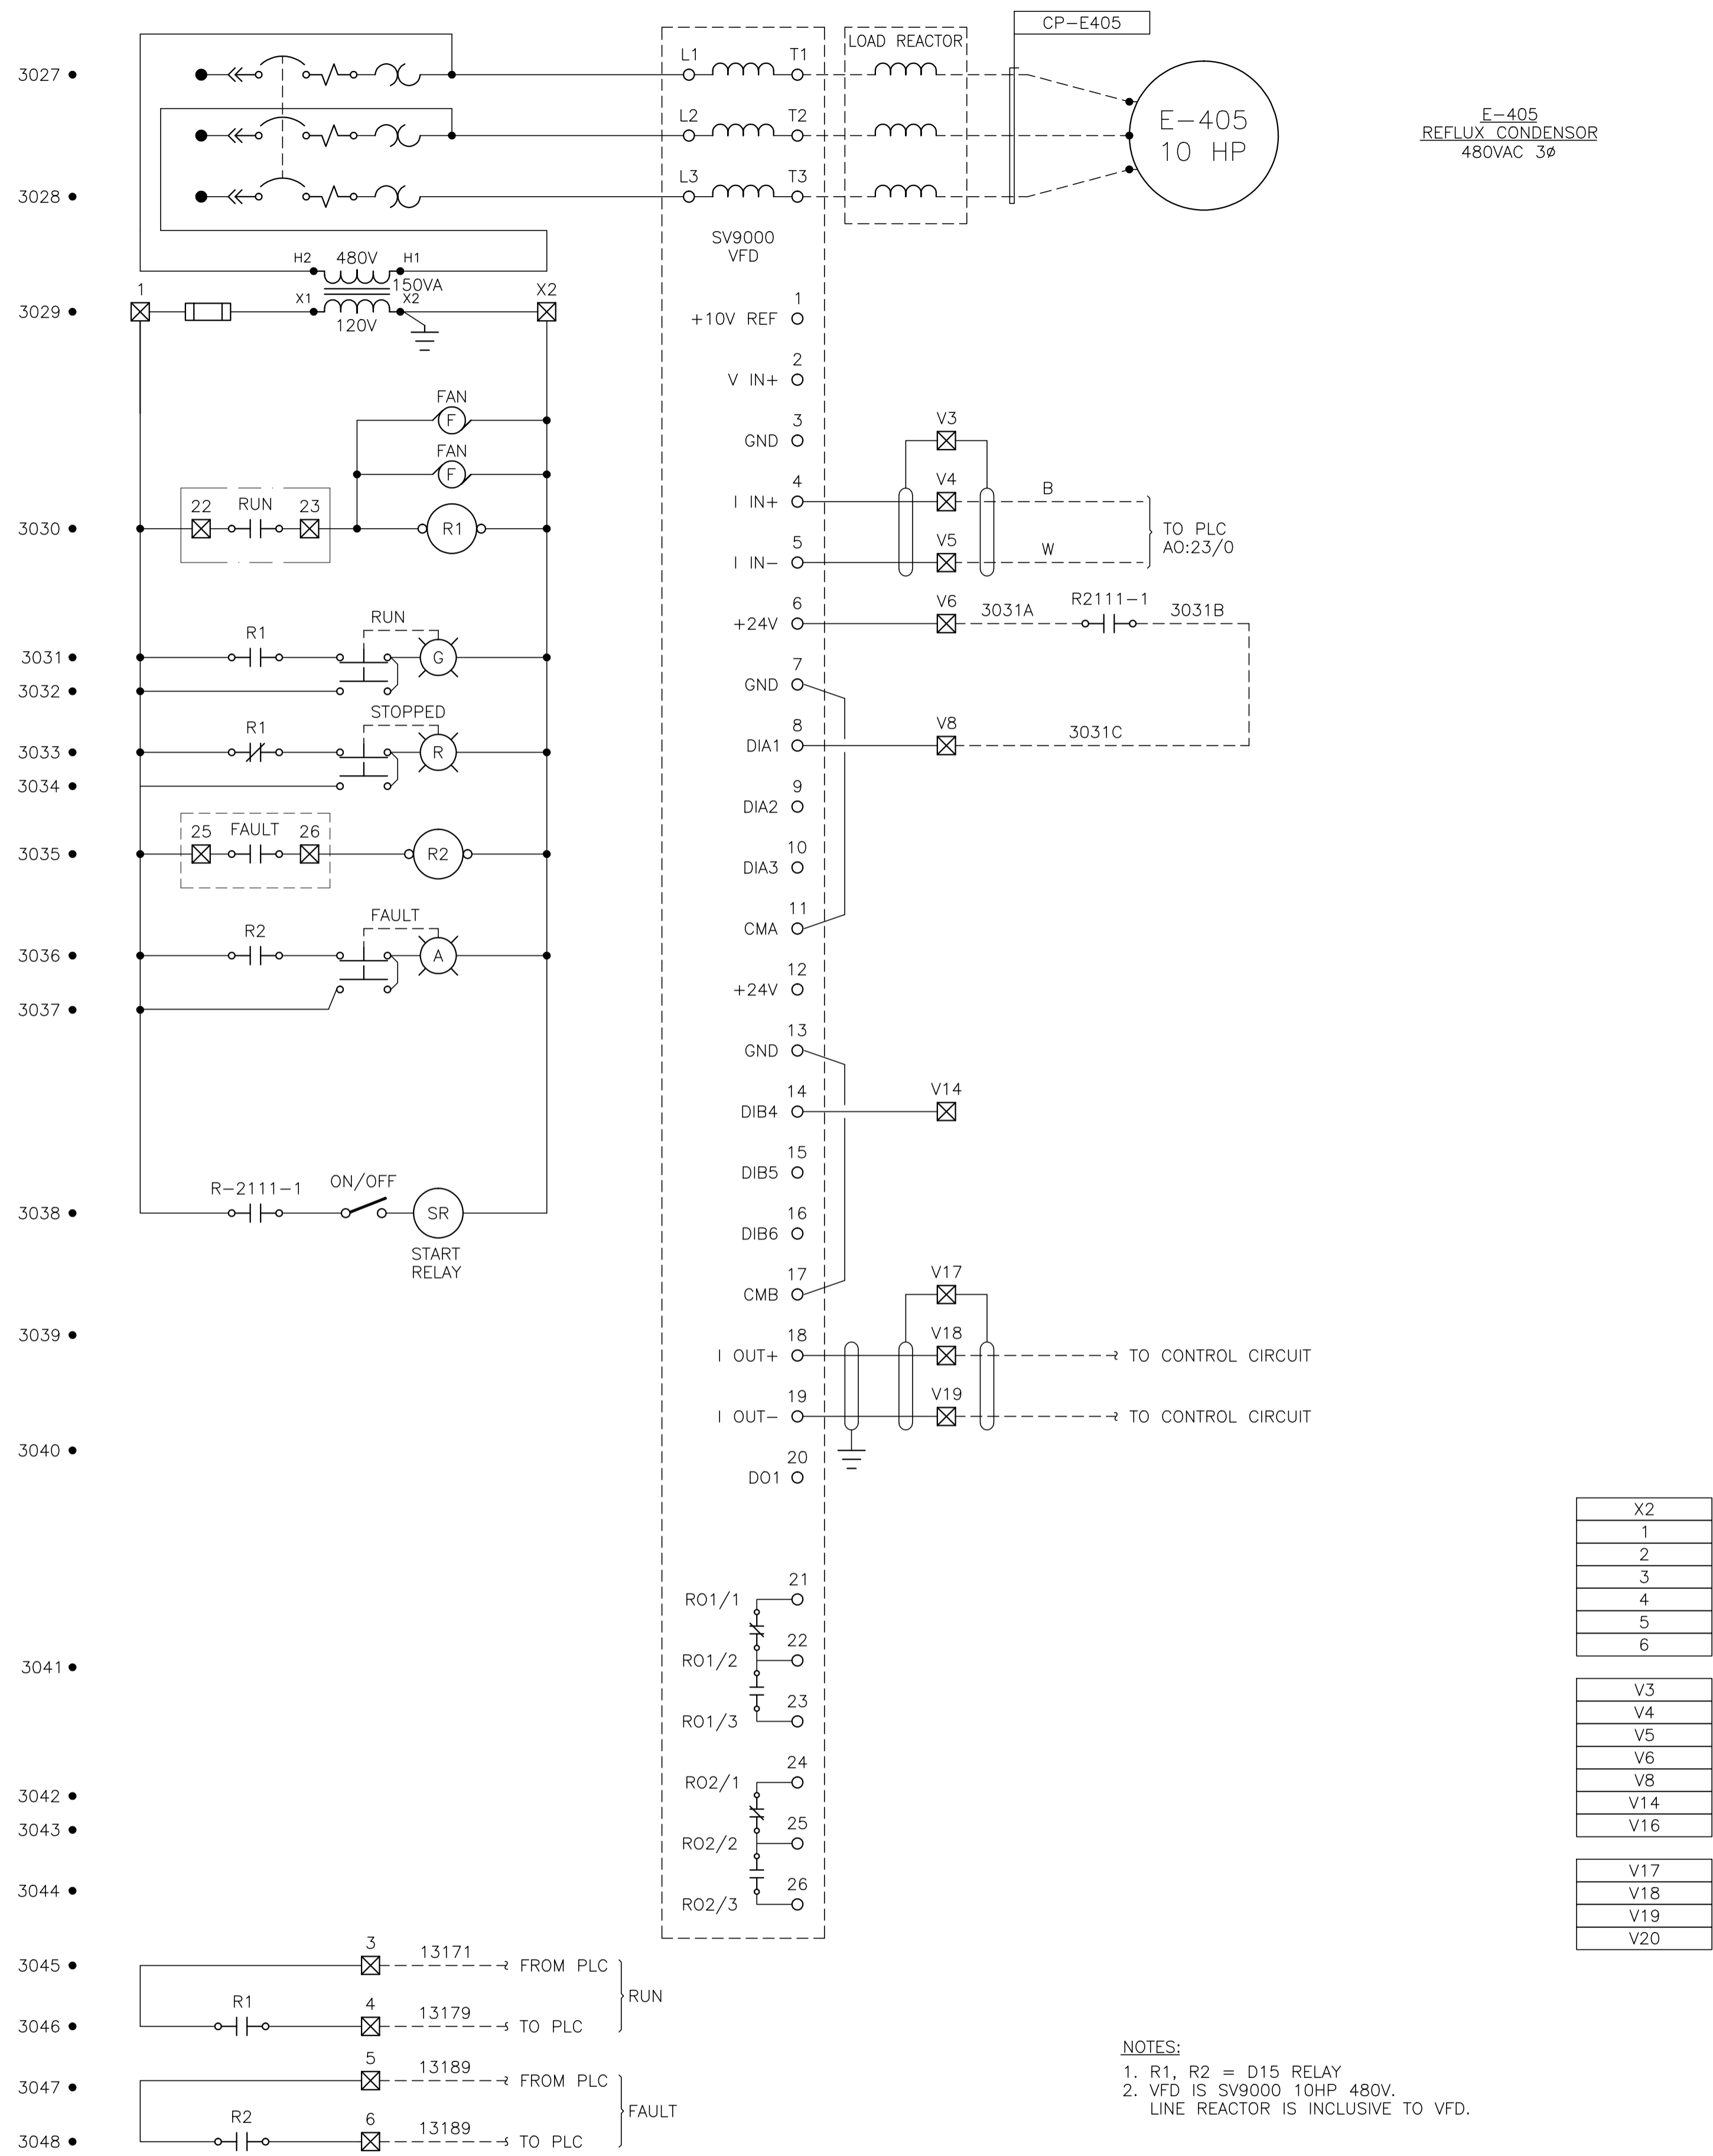 CP-E405
3027
L1
T1
LOAD REACTOR
L2
T2
E-405
10 HP
E-405
REFLUX CONDENSOR
480VAC 3ø
3028
L3
T3
SV9000
VFD
H2
480V
H1
150VA
3029
1
X1
X2
120V
X2
1
+10V REF
2
V IN+
FAN
F
3
GND
V3
FAN
F
4
I IN+
V4
B
3030
22
RUN
23
R1
5
I IN-
V5
W
TO PLC
AO:23/0
6
+24V
V6
3031A
R2111-1
3031B
3031
R1
RUN
G
3032
7
GND
3033
R1
STOPPED
R
8
DIA1
V8
3031C
3034
9
DIA2
3035
25
FAULT
26
R2
10
DIA3
11
CMA
3036
R2
FAULT
A
12
+24V
3037
13
GND
14
DIB4
V14
15
DIB5
3038
R-2111-1
ON/OFF
SR
START
RELAY
16
DIB6
17
CMB
V17
3039
18
I OUT+
V18
TO CONTROL CIRCUIT
19
I OUT-
V19
TO CONTROL CIRCUIT
3040
20
DO1
21
RO1/1
3041
22
RO1/2
23
RO1/3
3042
24
RO2/1
3043
25
RO2/2
3044
26
RO2/3
X2
1
2
3
4
5
6
V3
V4
V5
V6
V8
V14
V16
V17
V18
V19
V20
3045
3
13171
FROM PLC
RUN
3046
R1
4
13179
TO PLC
3047
5
13189
FROM PLC
FAULT
3048
R2
6
13189
TO PLC
NOTES:
1. R1, R2 = D15 RELAY
2. VFD IS SV9000 10HP 480V.
LINE REACTOR IS INCLUSIVE TO VFD.